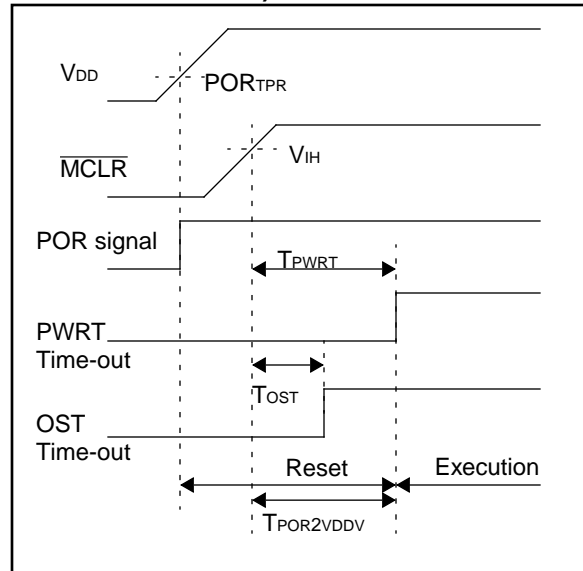 VDD
PORTPR
MCLR
VIH
POR signal
TPWRT
PWRT
Time-out
TOST
OST
Time-out
Reset
Execution
TPOR2VDDV